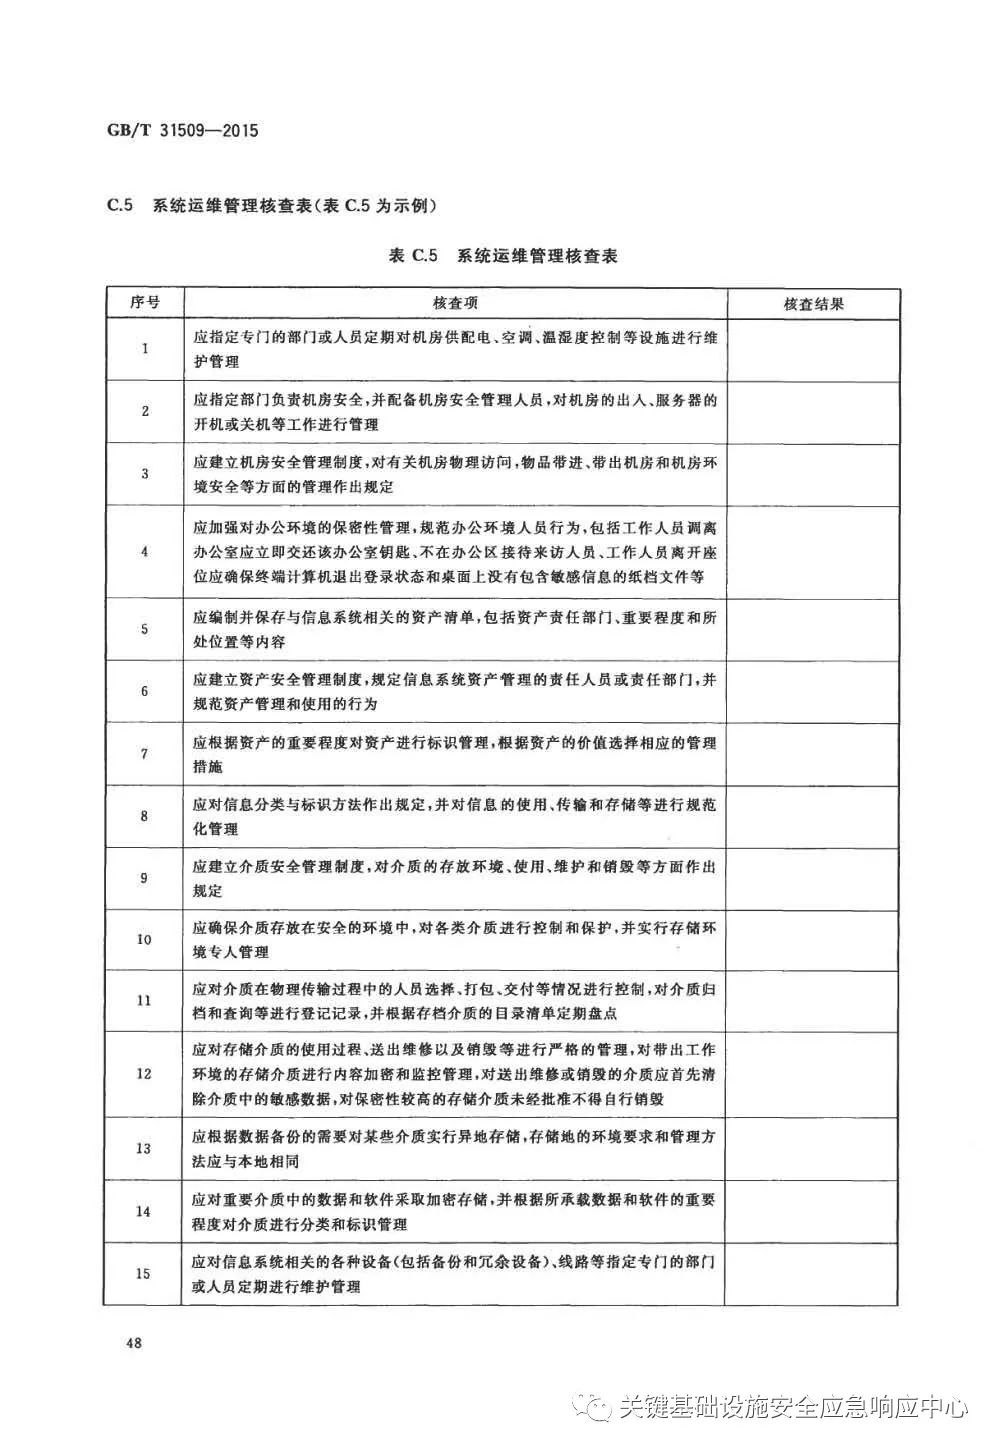 GB/T 31509—2015
C.5 系统运维管理核查表(表 C.5 为示例)
表 C.5 系统运维管理核查表
序号 核查项 核查结果
1 应指定专门的部门或人员定期对机房供配电、空调、温湿度控制等设施进行维
护管理
2 应指定部门负责机房安全,并配备机房安全管理人员,对机房的出入、服务器的
开机或关机等工作进行管理
3 应建立机房安全管理制度,对有关机房物理访问,物品带进、带出机房和机房环
境安全等方面的管理作出规定
4 应加强对办公环境的保密性管理,规范办公环境人员行为,包括工作人员调离
办公室应立即交还该办公室钥匙、不在办公区接待来访人员、工作人员离开座
位应确保终端计算机退出登录状态和桌面上没有包含敏感信息的纸档文件等
5 应编制并保存与信息系统相关的资产清单,包括资产责任部门、重要程度和所
处位置等内容
6 应建立资产安全管理制度,规定信息系统资产管理的责任人员或责任部门,并
规范资产管理和使用的行为
7 应根据资产的重要程度对资产进行标识管理,根据资产的价值选择相应的管理
措施
8 应对信息分类与标识方法作出规定,并对信息的使用、传输和存储等进行规范
化管理
9 应建立介质安全管理制度,对介质的存放环境、使用、维护和销毁等方面作出
规定
10 应确保介质存放在安全的环境中,对各类介质进行控制和保护,并实行存储环
境专人管理
11 应对介质在物理传输过程中的人员选择、打包、交付等情况进行控制,对介质归
档和查询等进行登记记录,并根据存档介质的目录清单定期盘点
12 应对存储介质的使用过程、送出维修以及销毁等进行严格的管理,对带出工作
环境的存储介质进行内容加密和监控管理,对送出维修或销毁的介质应首先清
除介质中的敏感数据,对保密性较高的存储介质未经批准不得自行销毁
13 应根据数据备份的需要对某些介质实行异地存储,存储地的环境要求和管理方
法应与本地相同
14 应对重要介质中的数据和软件采取加密存储,并根据所承载数据和软件的重要
程度对介质进行分类和标识管理
15 应对信息系统相关的各种设备(包括备份和冗余设备)、线路等指定专门的部门
或人员定期进行维护管理
48
关键基础设施安全应急响应中心